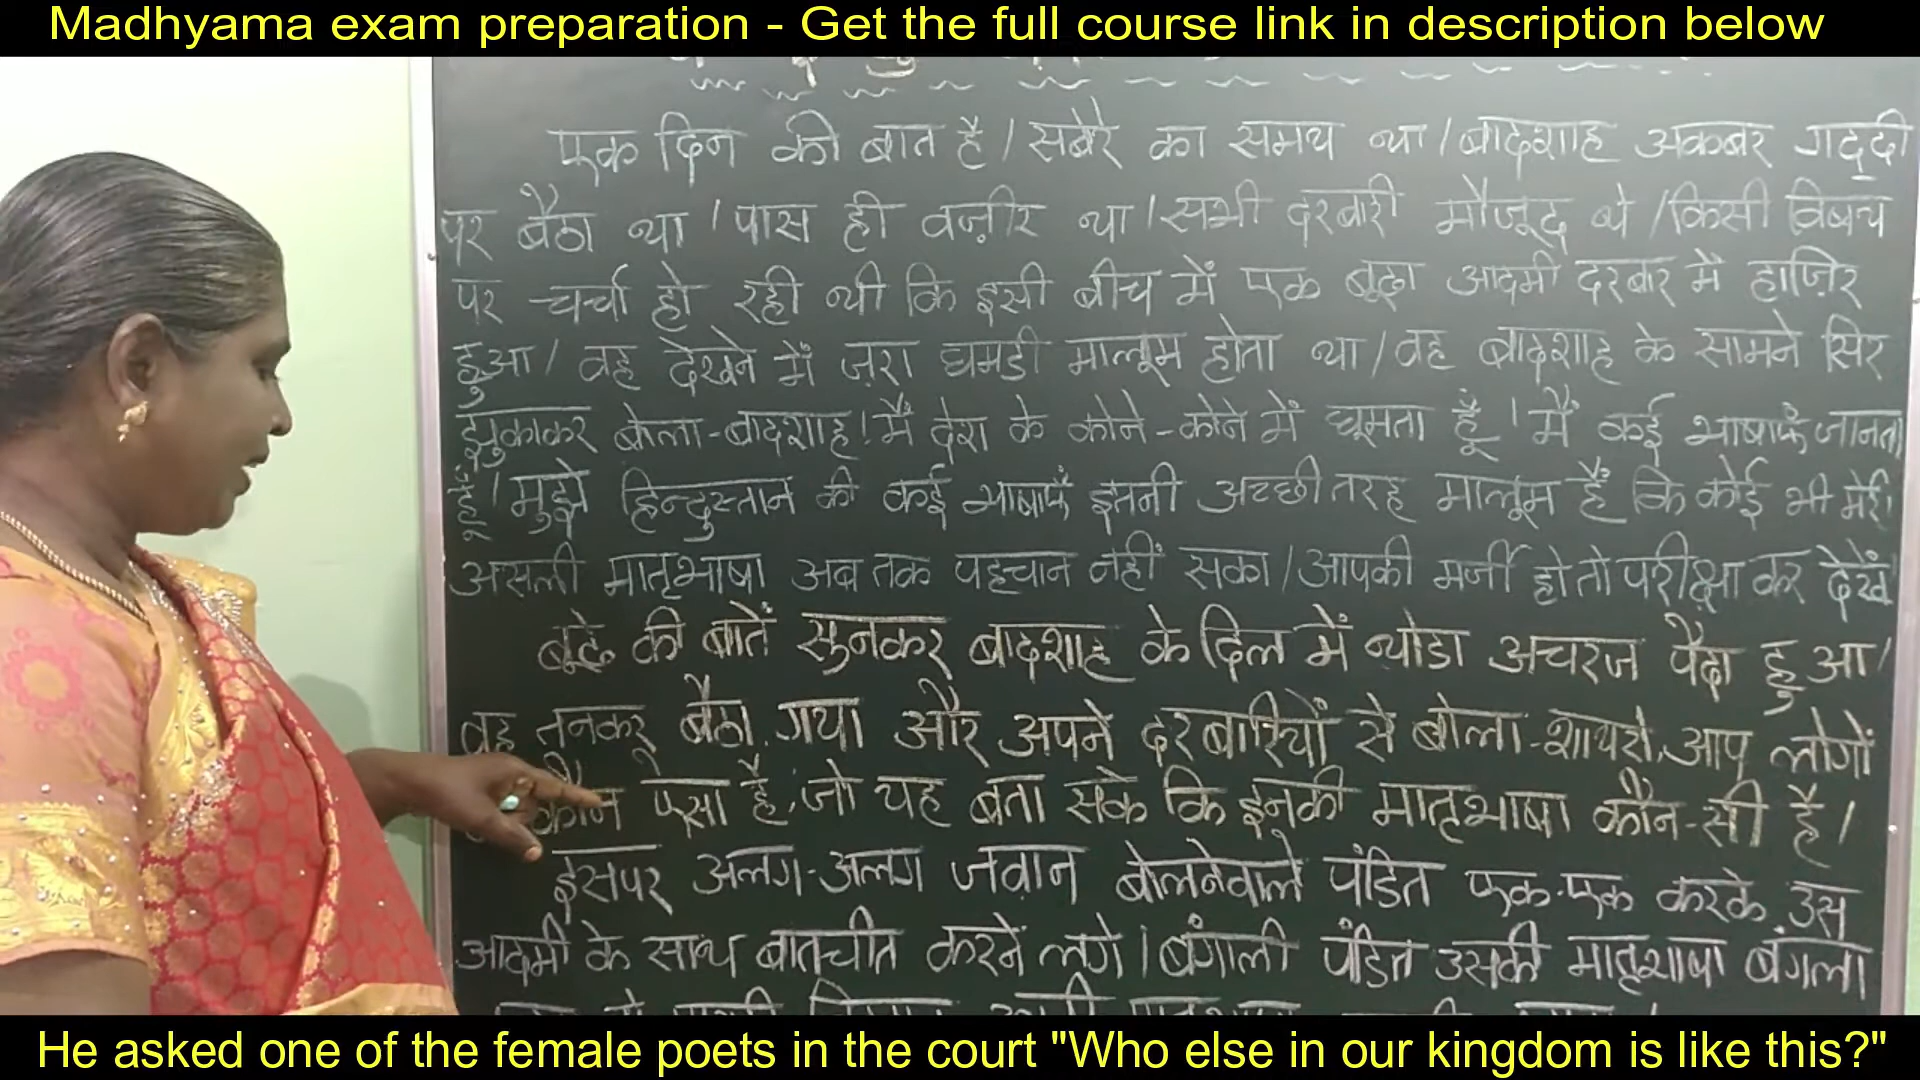 Madhyama exam preparation - Get the full course link in description below
एक दिन की बात है / सबेरे का समय था / बादशाह अकबर गद्दी
पर बैठा था / पास ही वज़ीर था / सभी दरबारी मौजूद थे / किसी विषय
पर चर्चा हो रही थी कि इसी बीच में एक बूढ़ा आदमी दरबार में हाज़िर
हुआ / वह देखने में ज़रा घमडी मालूम होता था / वह बादशाह के सामने सिर
झुकाकर बोला - बादशाह ! मैं देश के कोने - कोने में घूमता हूँ ! मैं कई भाषाएँ जानता
हूँ / मुझे हिन्दुस्तान की कई भाषाएँ इतनी अच्छी तरह मालूम हैं कि कोई भी मेरी
असली मातृभाषा अब तक पहचान नहीं सका / आपकी मर्जी हो तो परीक्षा कर देखें
बूढे की बातें सुनकर बादशाह के दिल में थोडा अचरज पैदा हुआ /
वह तनकर बैठा गया और अपने दरबारियों से बोला - शायरो, आप लोगों
कौन ऐसा है, जो यह बता सके कि इनकी मातृभाषा कौन - सी है /
इसपर अलग - अलग जवान बोलनेवाले पंडित एक - एक करके उस
आदमी के साथ बातचीत करने लगे / बंगाली पंडित उसकी मातृभाषा बंगला
He asked one of the female poets in the court "Who else in our kingdom is like this?"